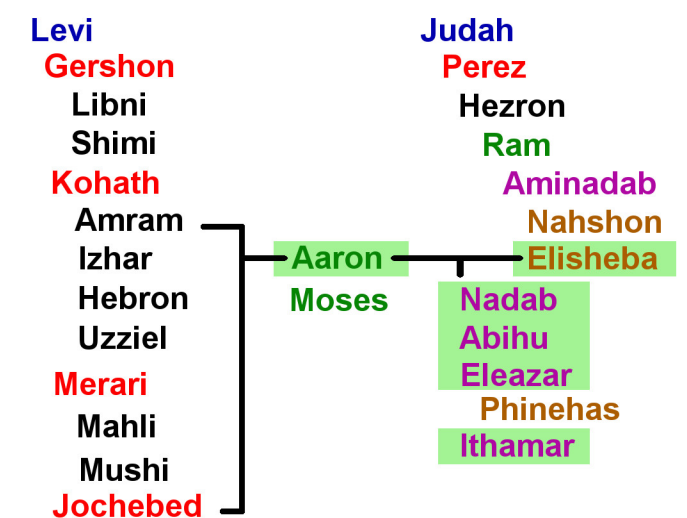 Levi
Gershon
Libni
Shimi
Kohath
Amram
Izhar
Hebron
Uzziel
Merari
Mahli
Mushi
Jochebed
Aaron
Moses
Judah
Perez
Hezron
Ram
Aminadab
Nahshon
Elisheba
Nadab
Abihu
Eleazar
Phinehas
Ithamar